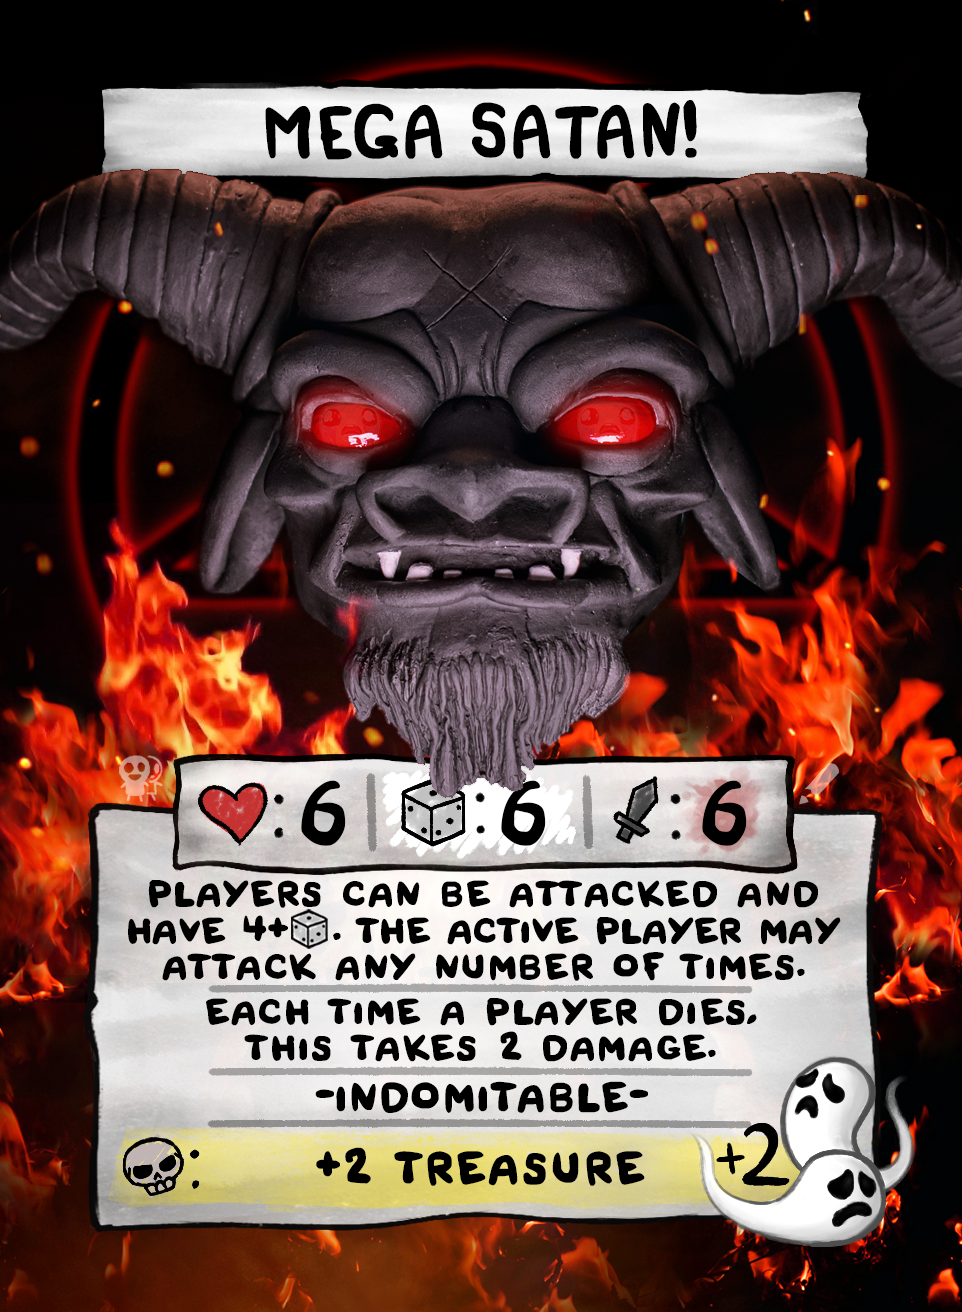 MEGA SATAN!
: 6 : 6 : 6
PLAYERS CAN BE ATTACKED AND
HAVE 4+. THE ACTIVE PLAYER MAY
ATTACK ANY NUMBER OF TIMES.
EACH TIME A PLAYER DIES,
THIS TAKES 2 DAMAGE.
-INDOMITABLE-
: +2 TREASURE +2